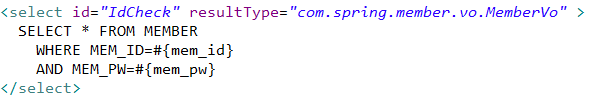 <select id="IdCheck" resultType="com.spring.member.vo.MemberVo" >
SELECT * FROM MEMBER
WHERE MEM_ID=#{mem_id}
AND MEM_PW=#{mem_pw}
</select>